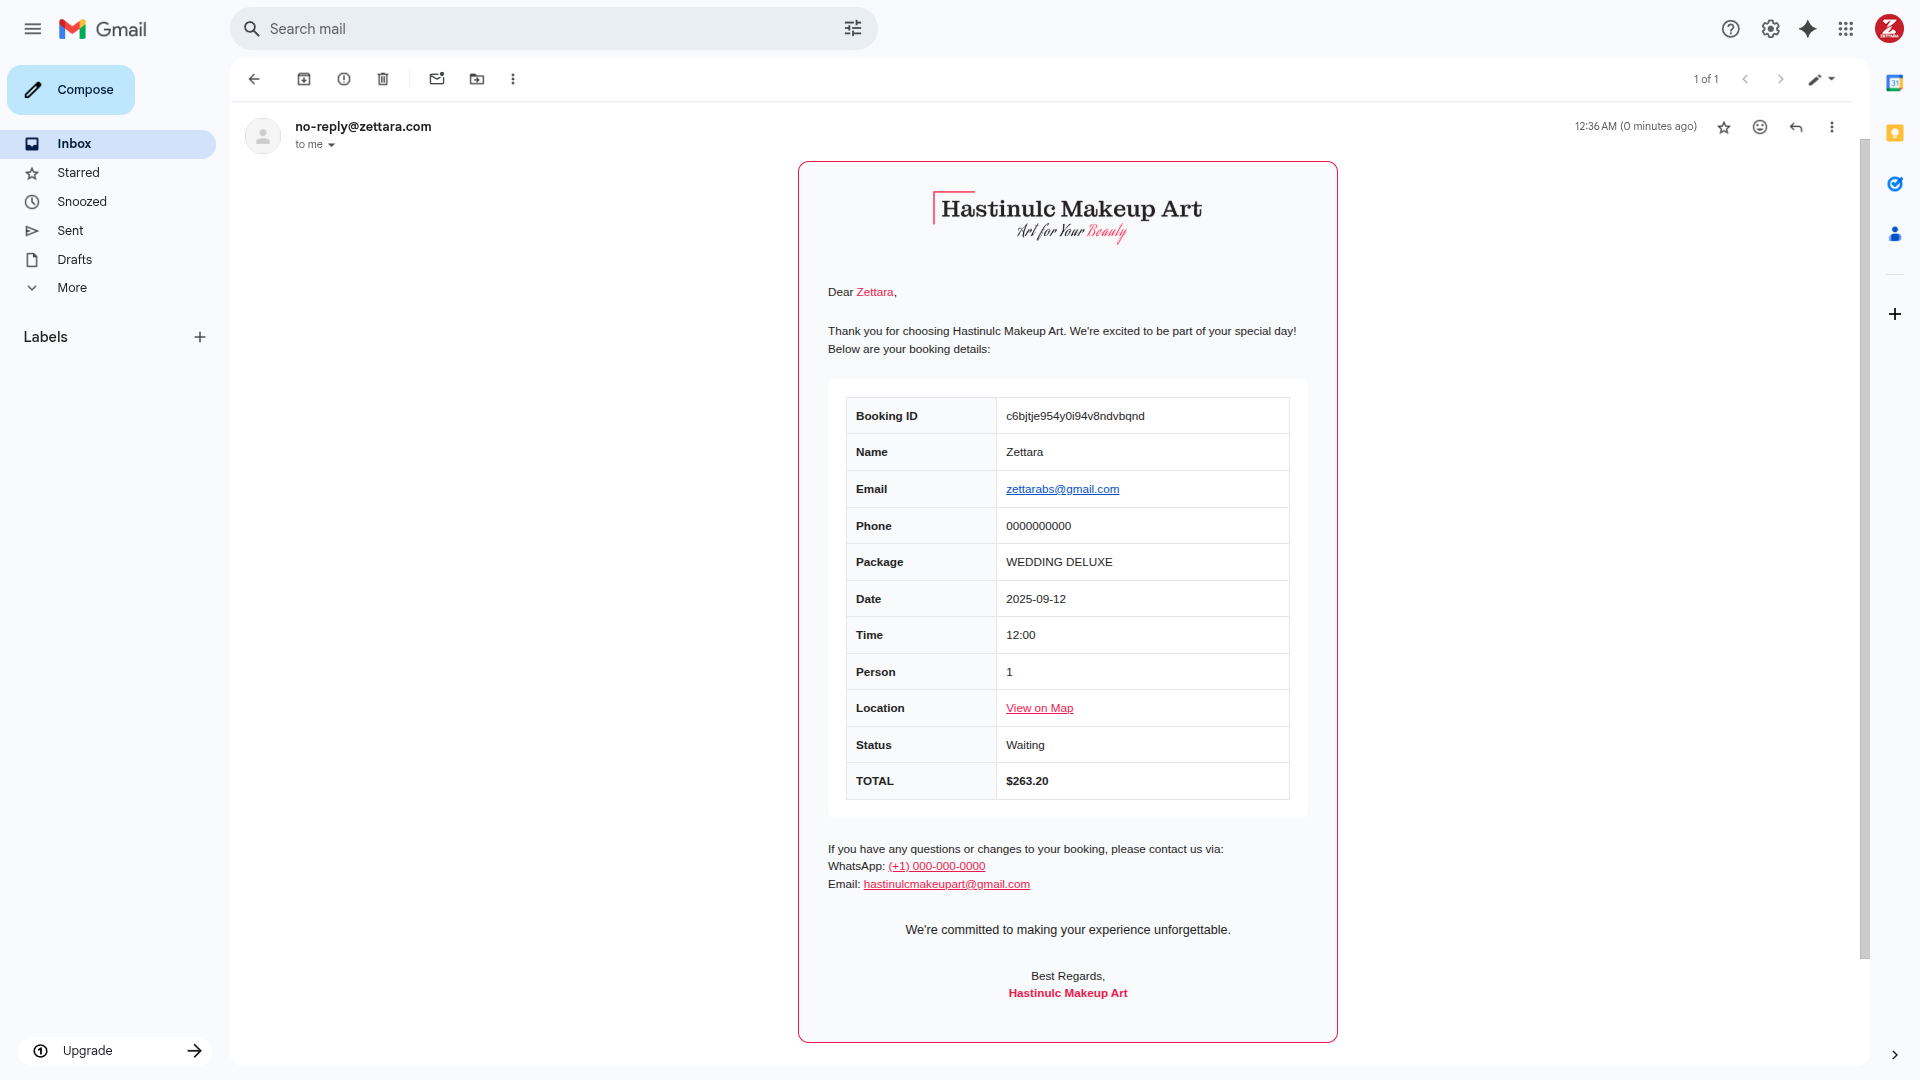 Gmail
Search mail
Compose
Inbox
Starred
Snoozed
Sent
Drafts
More
Labels
Upgrade
1 of 1
31
Z
ZETTARA
no-reply@zettara.com
to me
12:36 AM (0 minutes ago)
Hastinulc Makeup Art
Art for Your Beauty
Dear Zettara,
Thank you for choosing Hastinulc Makeup Art. We're excited to be part of your special day!
Below are your booking details:
Booking ID c6bjtje954y0i94v8ndvbqnd
Name Zettara
Email zettarabs@gmail.com
Phone 0000000000
Package WEDDING DELUXE
Date 2025-09-12
Time 12:00
Person 1
Location View on Map
Status Waiting
TOTAL $263.20
If you have any questions or changes to your booking, please contact us via:
WhatsApp: (+1) 000-000-0000
Email: hastinulcmakeupart@gmail.com
We're committed to making your experience unforgettable.
Best Regards,
Hastinulc Makeup Art